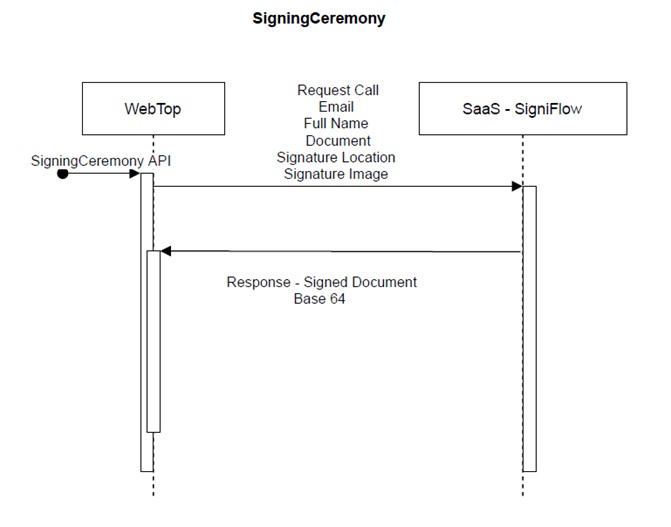 SigningCeremony
WebTop
Request Call
Email
Full Name
Document
Signature Location
Signature Image
SaaS - SigniFlow
SigningCeremony API
Response - Signed Document
Base 64